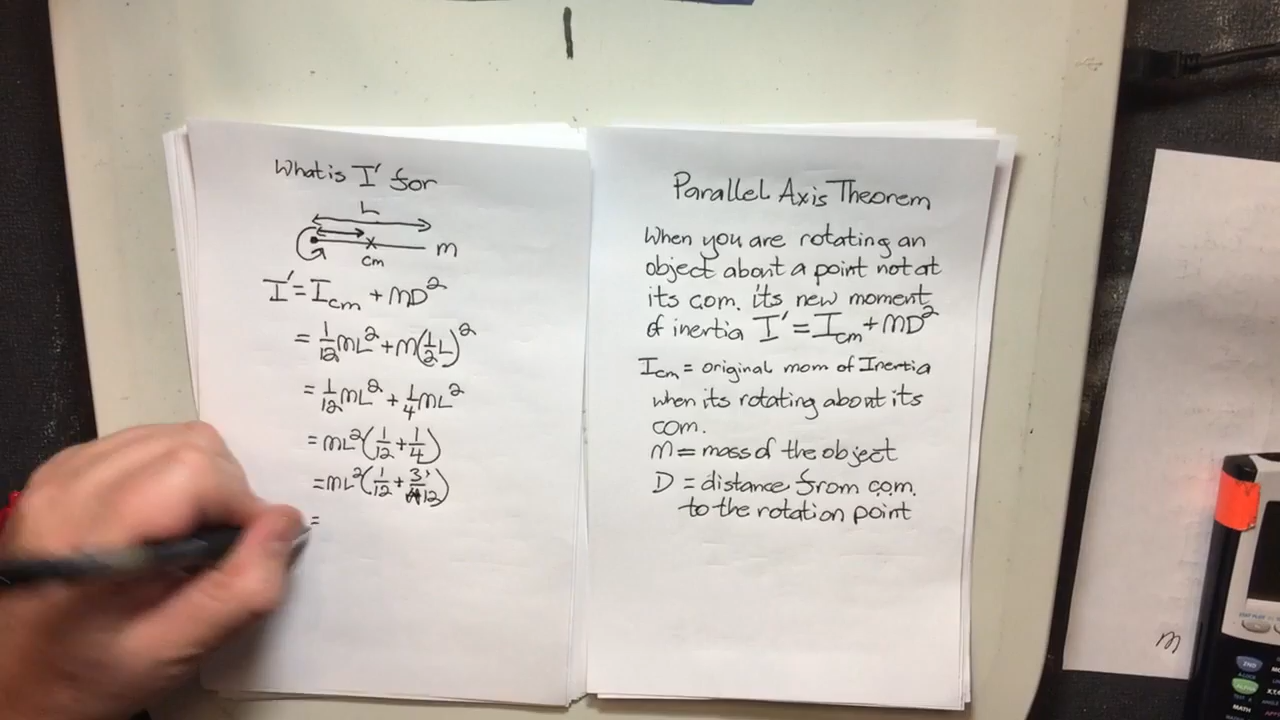 What is I' for
L
m
cm
I' = Icm + MD²
= 1/12 ML² + M(1/2 L)²
= 1/12 ML² + 1/4 ML²
= ML²(1/12 + 1/4)
= ML²(1/12 + 3/12)
=
Parallel Axis Theorem
When you are rotating an
object about a point not at
its com. its new moment
of inertia I' = Icm + MD²
Icm = original mom of Inertia
when its rotating about its
com.
M = mass of the object
D = distance from com.
to the rotation point
m
2ND
ALPHA
MATH